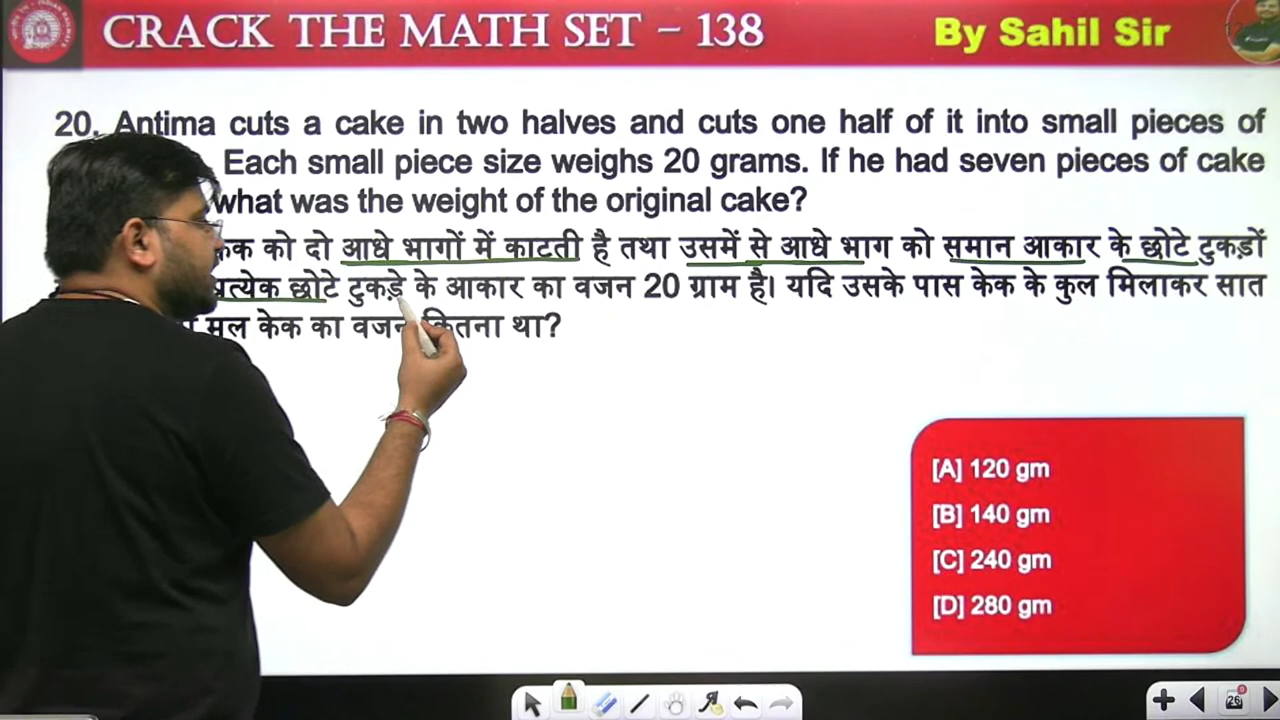 CRACK THE MATH SET – 138
By Sahil Sir
20. Antima cuts a cake in two halves and cuts one half of it into small pieces of
Each small piece size weighs 20 grams. If he had seven pieces of cake
what was the weight of the original cake?
केक को दो आधे भागों में काटती है तथा उसमें से आधे भाग को समान आकार के छोटे टुकड़ों
प्रत्येक छोटे टुकड़े के आकार का वजन 20 ग्राम है। यदि उसके पास केक के कुल मिलाकर सात
मूल केक का वजन कितना था?
[A] 120 gm
[B] 140 gm
[C] 240 gm
[D] 280 gm
26